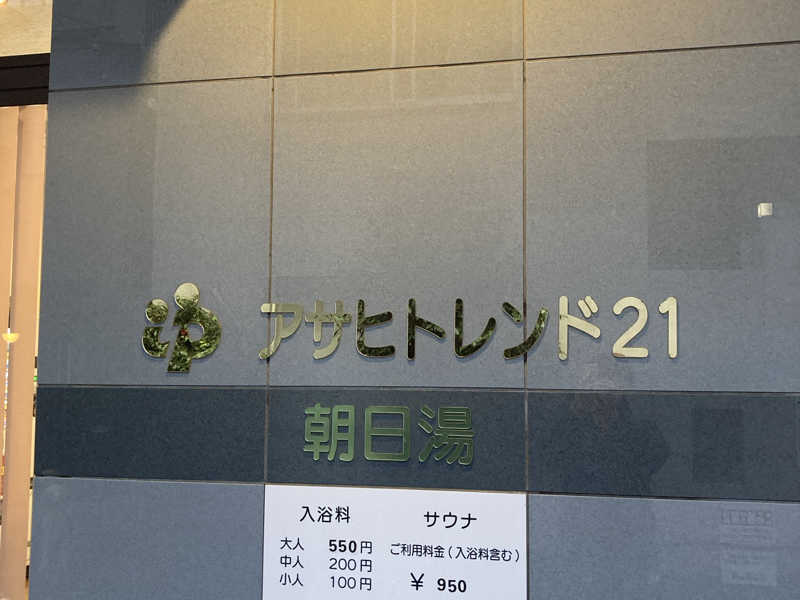 ゆ アサヒトレンド21
朝日湯
入浴料
大人 550円
中人 200円
小人 100円
サウナ
ご利用料金(入浴料含む)
¥ 950